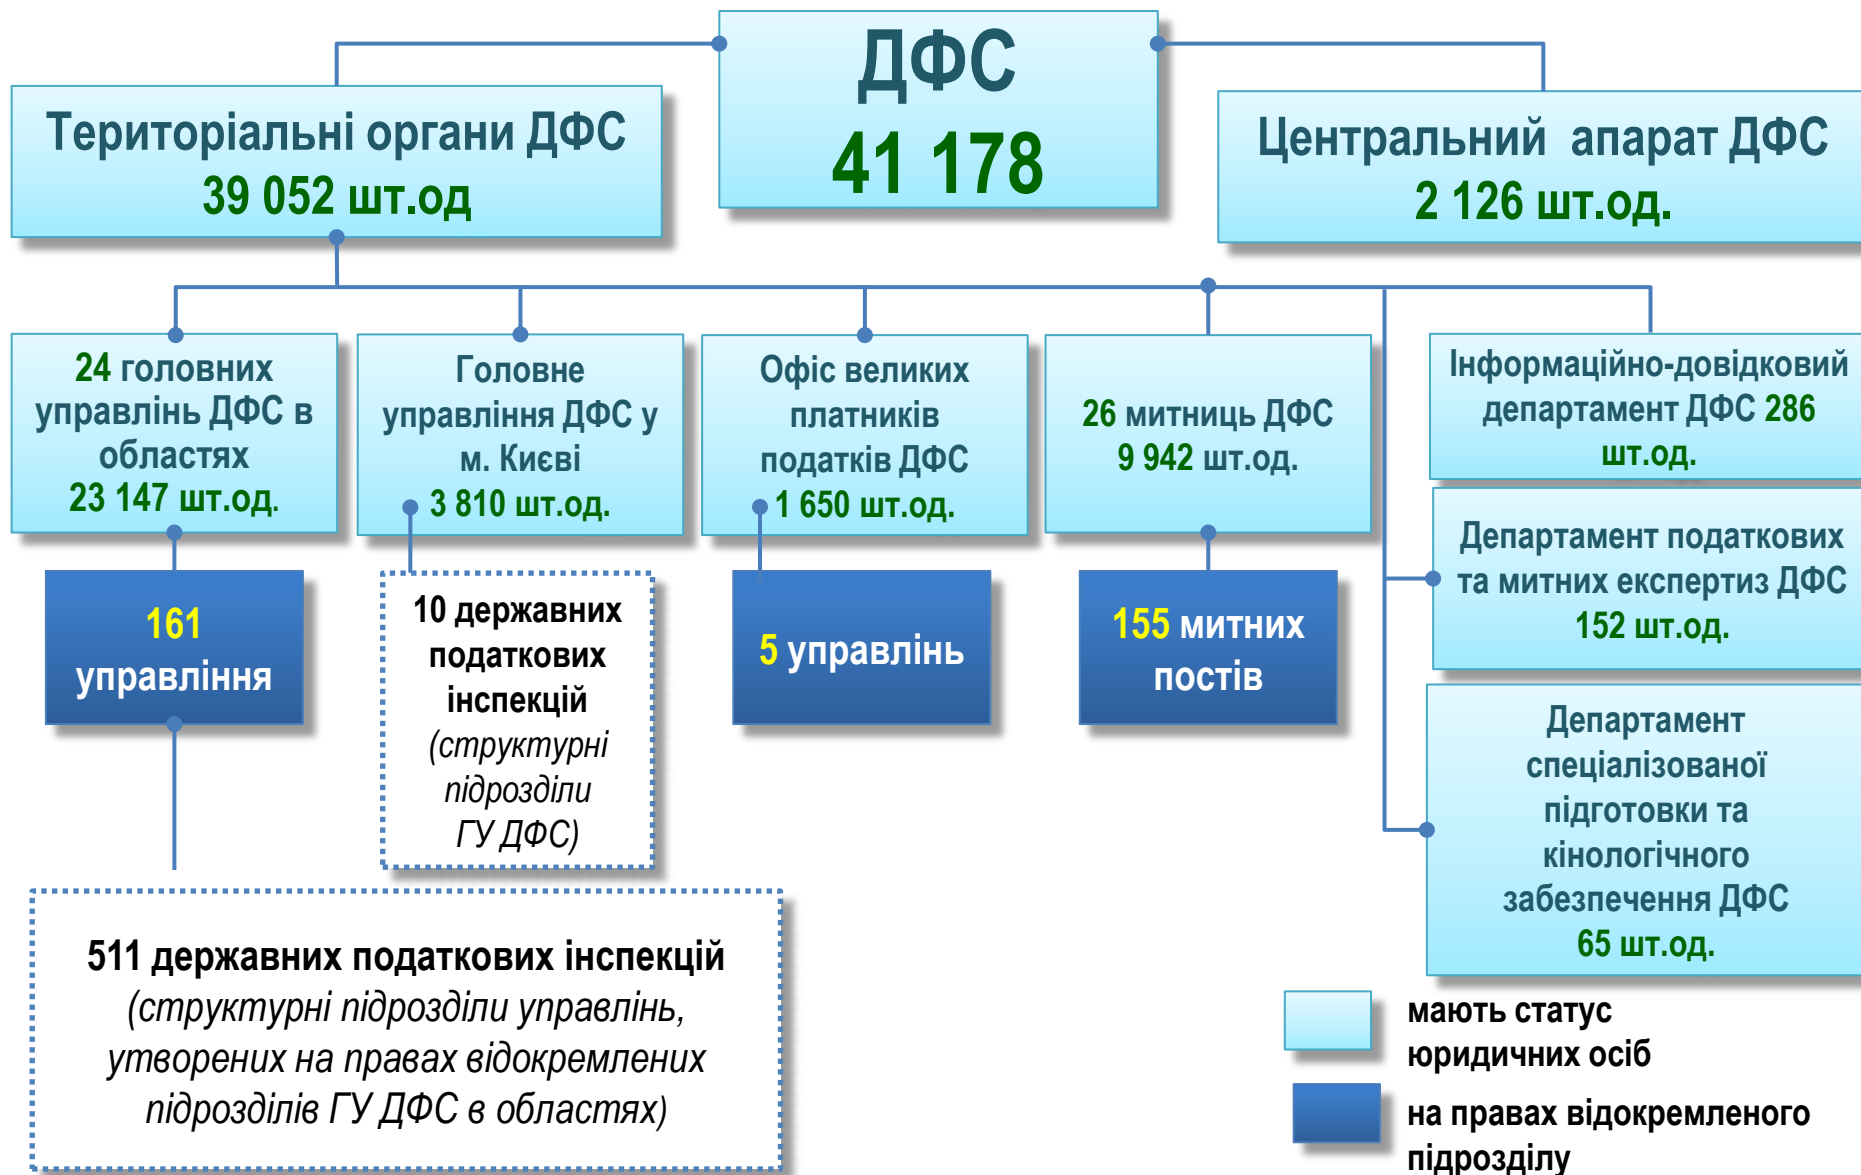 ДФС
41 178
Територіальні органи ДФС
39 052 шт.од
Центральний апарат ДФС
2 126 шт.од.
24 головних
управлінь ДФС в
областях
23 147 шт.од.
Головне
управління ДФС у
м. Києві
3 810 шт.од.
Офіс великих
платників
податків ДФС
1 650 шт.од.
26 митниць ДФС
9 942 шт.од.
Інформаційно-довідковий
департамент ДФС 286
шт.од.
Департамент податкових
та митних експертиз ДФС
152 шт.од.
Департамент
спеціалізованої
підготовки та
кінологічного
забезпечення ДФС
65 шт.од.
161
управління
10 державних
податкових
інспекцій
(структурні
підрозділи
ГУ ДФС)
5 управлінь
155 митних
постів
511 державних податкових інспекцій
(структурні підрозділи управлінь,
утворених на правах відокремлених
підрозділів ГУ ДФС в областях)
мають статус
юридичних осіб
на правах відокремленого
підрозділу